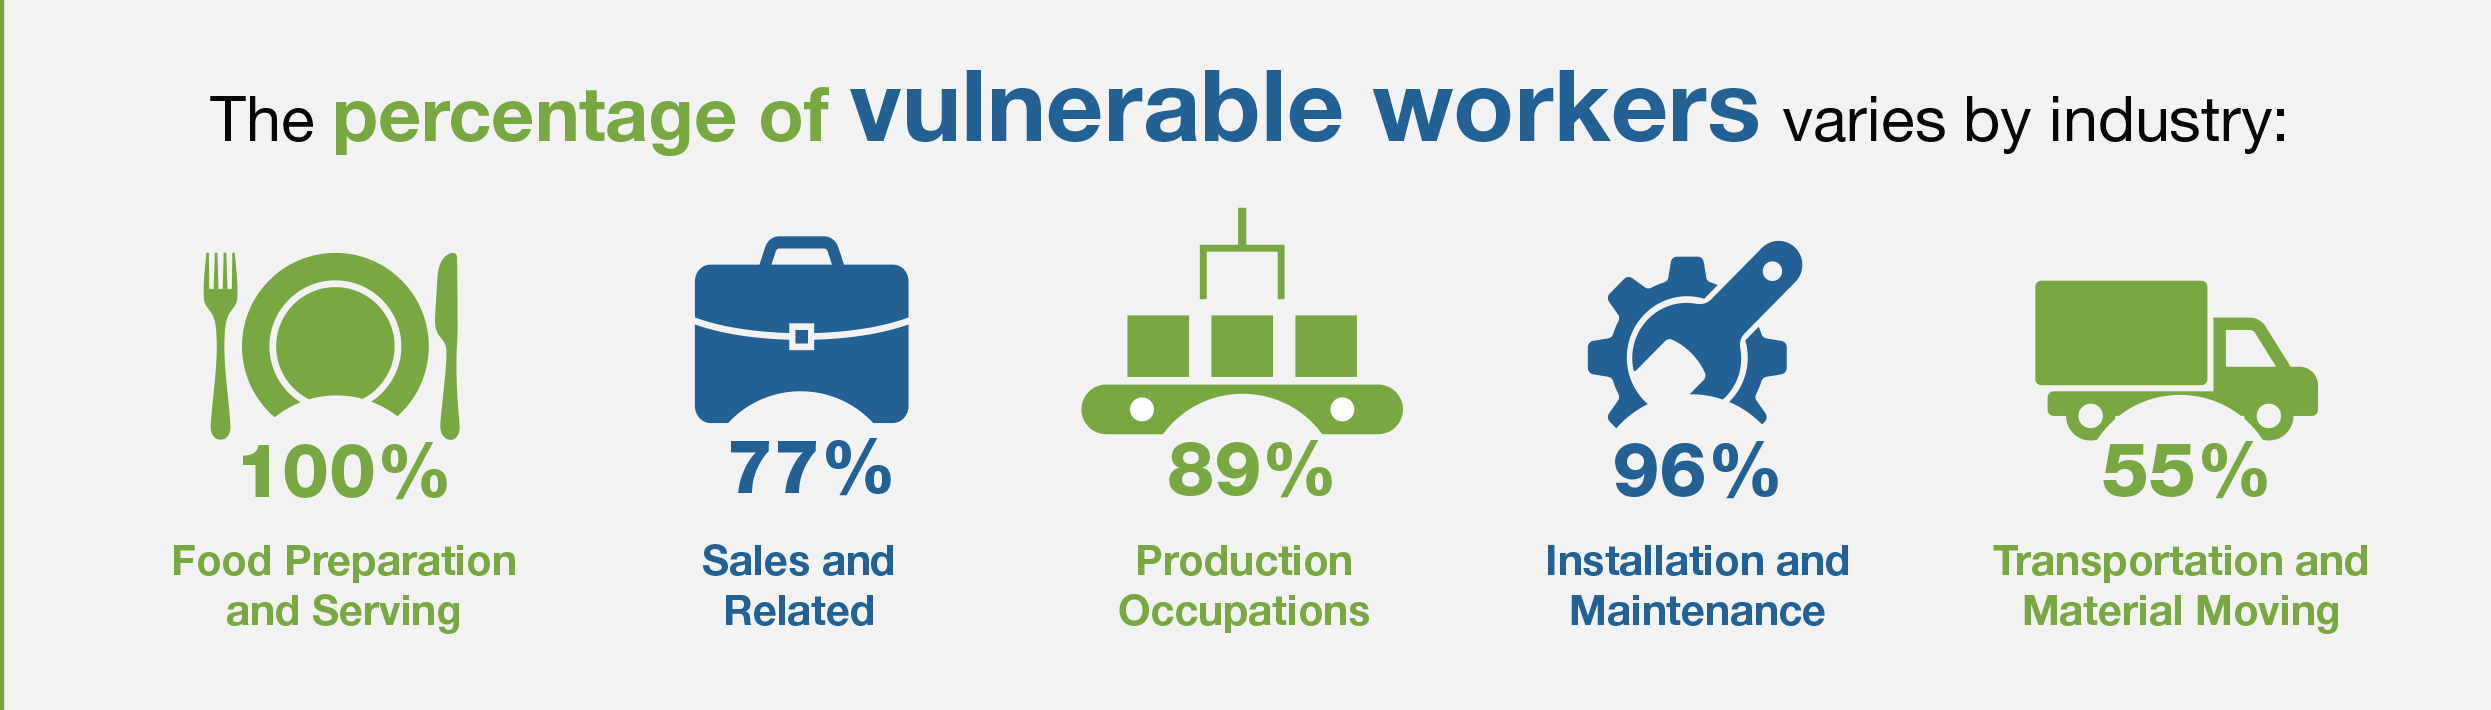 The percentage of vulnerable workers varies by industry:
100%
Food Preparation
and Serving
77%
Sales and
Related
89%
Production
Occupations
96%
Installation and
Maintenance
55%
Transportation and
Material Moving